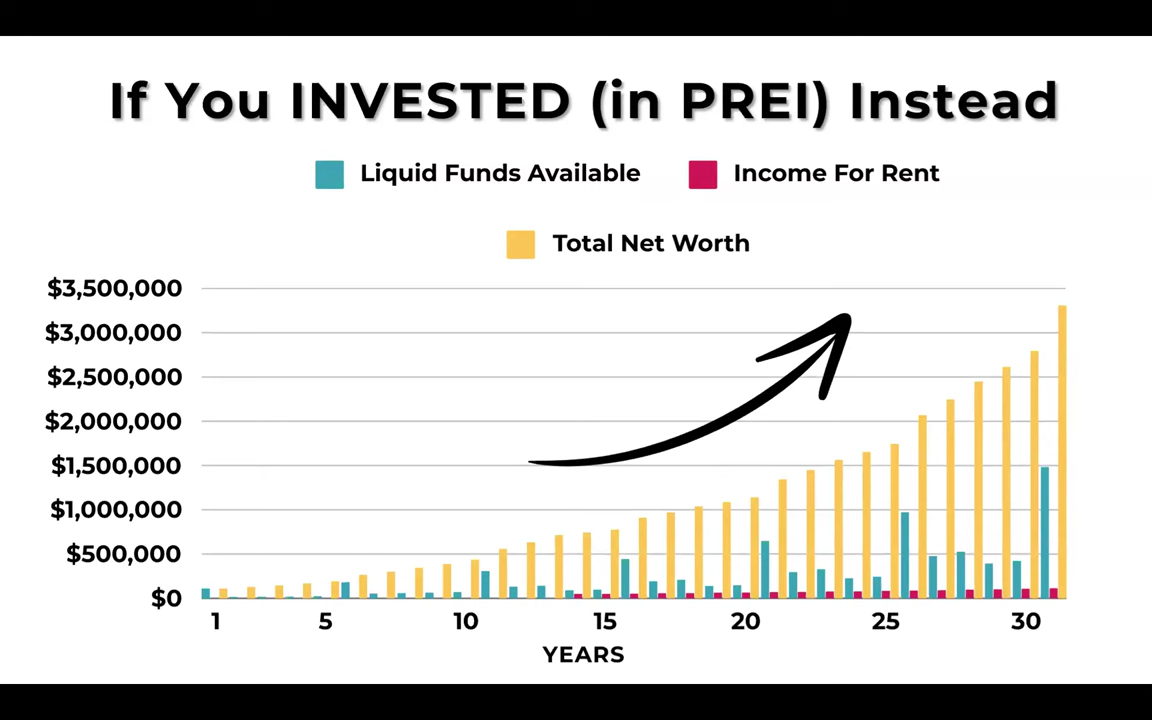 If You INVESTED (in PREI) Instead
Liquid Funds Available Income For Rent
Total Net Worth
$3,500,000
$3,000,000
$2,500,000
$2,000,000
$1,500,000
$1,000,000
$500,000
$0
1 5 10 15 20 25 30
YEARS